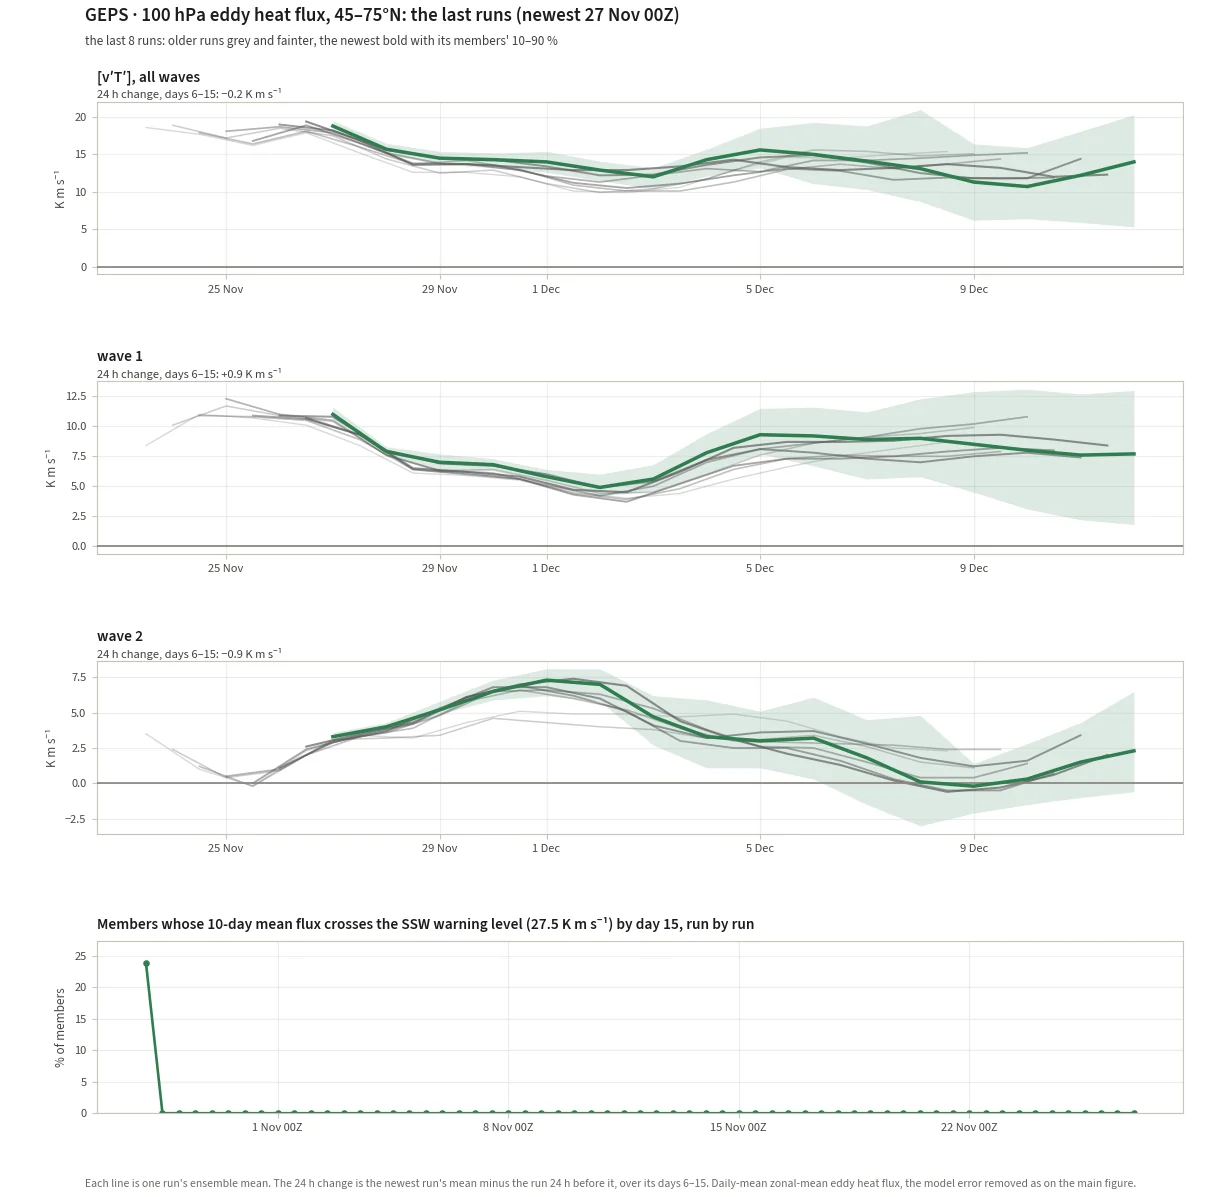 GEPS · 100 hPa eddy heat flux, 45–75°N: the last runs (newest 27 Nov 00Z)
the last 8 runs: older runs grey and fainter, the newest bold with its members' 10–90 %
[v′T′], all waves
24 h change, days 6–15: −0.2 K m s⁻¹
20
15
10
5
0
K m s⁻¹
25 Nov
29 Nov
1 Dec
5 Dec
9 Dec
wave 1
24 h change, days 6–15: +0.9 K m s⁻¹
12.5
10.0
7.5
5.0
2.5
0.0
K m s⁻¹
25 Nov
29 Nov
1 Dec
5 Dec
9 Dec
wave 2
24 h change, days 6–15: −0.9 K m s⁻¹
7.5
5.0
2.5
0.0
−2.5
K m s⁻¹
25 Nov
29 Nov
1 Dec
5 Dec
9 Dec
Members whose 10-day mean flux crosses the SSW warning level (27.5 K m s⁻¹) by day 15, run by run
25
20
15
10
5
0
% of members
1 Nov 00Z
8 Nov 00Z
15 Nov 00Z
22 Nov 00Z
Each line is one run's ensemble mean. The 24 h change is the newest run's mean minus the run 24 h before it, over its days 6–15. Daily-mean zonal-mean eddy heat flux, the model error removed as on the main figure.